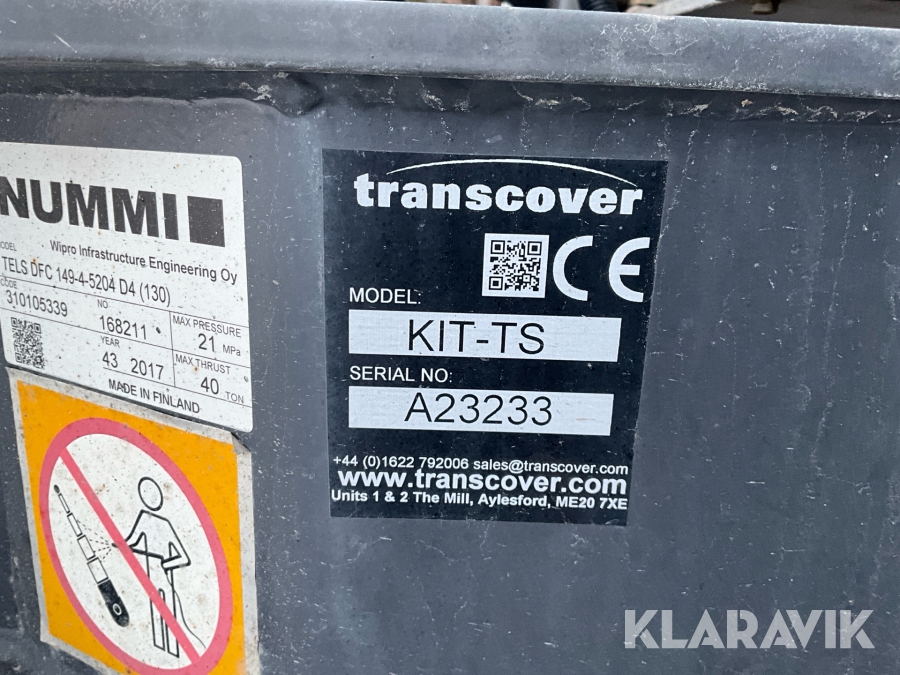 NUMMI
Wipro Infrastructure Engineering Oy
TELS DFC 149-4-5204 D4 (130)
CODE
310105339
NO
168211
MAX PRESSURE
21 MPa
YEAR
43 2017
MAX THRUST
40 TON
MADE IN FINLAND
transcover
CE
MODEL:
KIT-TS
SERIAL NO:
A23233
+44 (0)1622 792006 sales@transcover.com
www.transcover.com
Units 1 & 2 The Mill, Aylesford, ME20 7XE
KLARAVIK